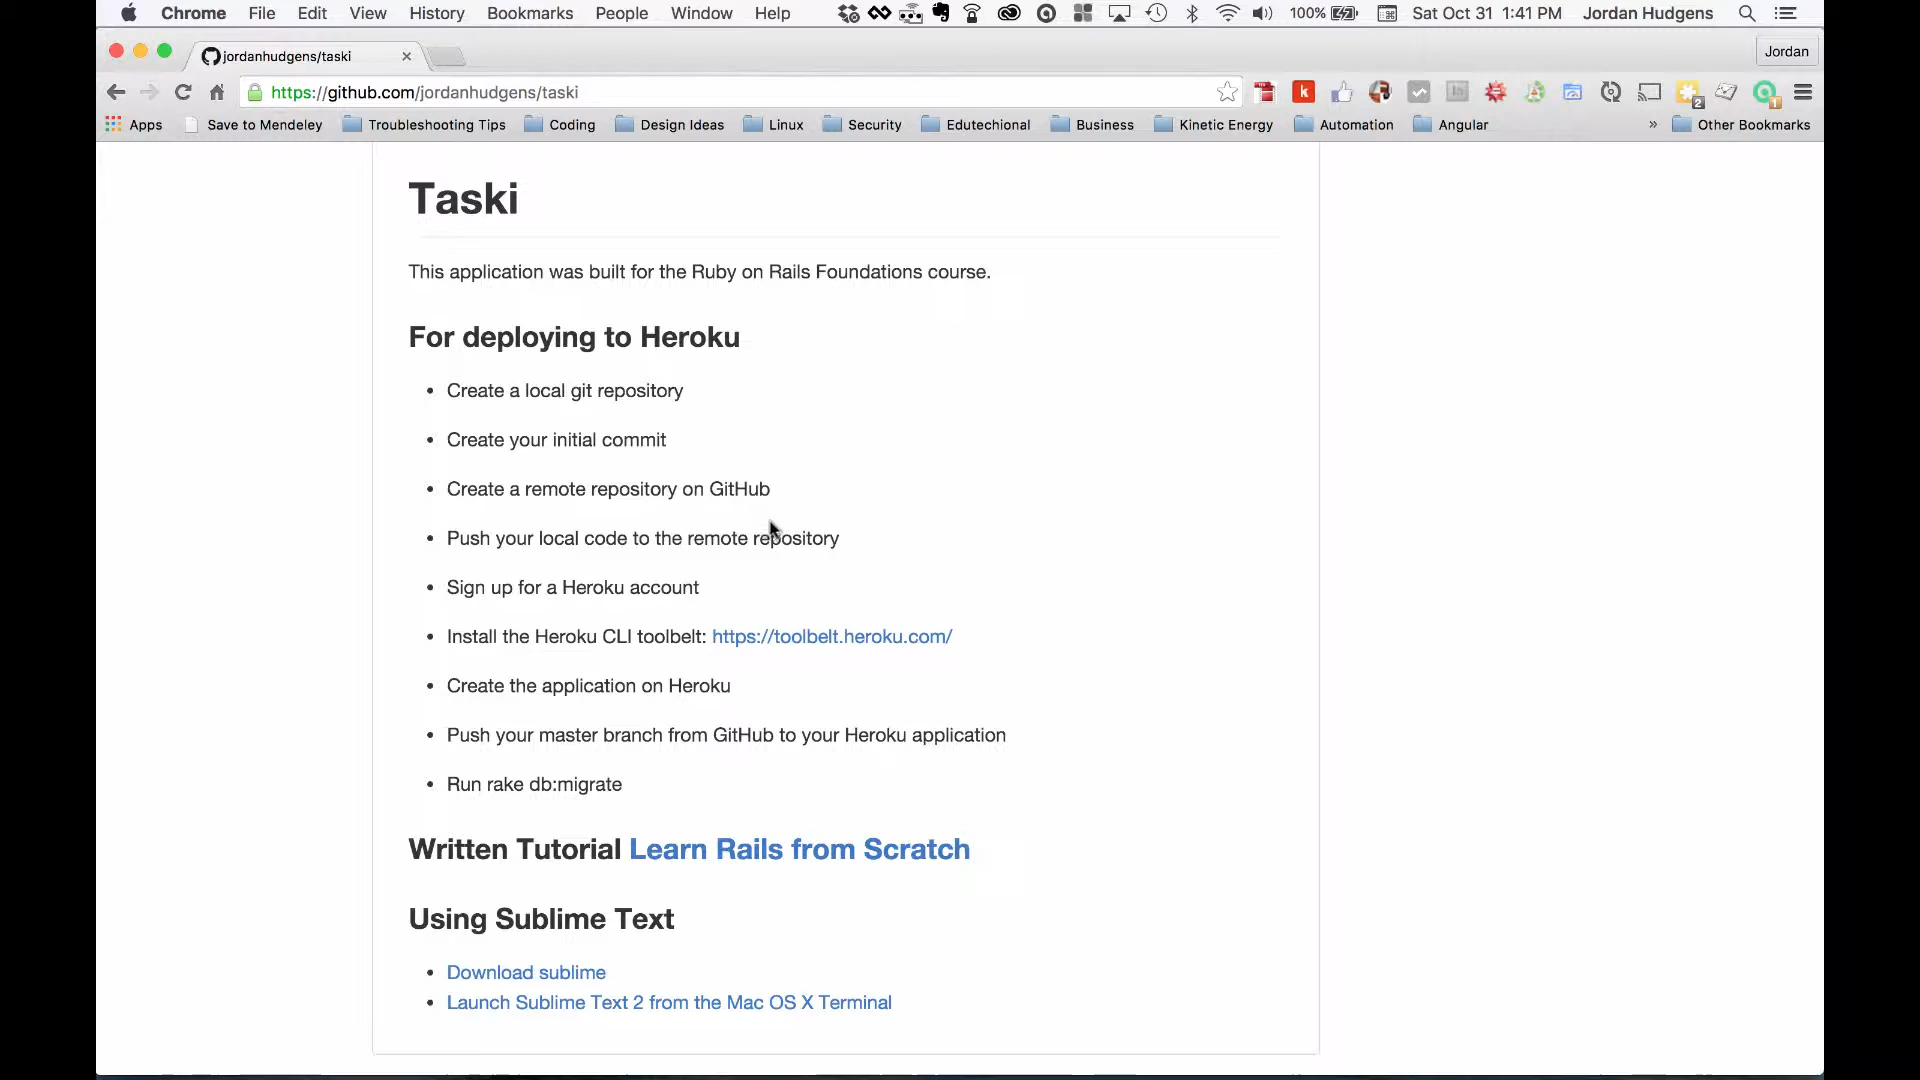 Chrome File Edit View History Bookmarks People Window Help 100% Sat Oct 31 1:41 PM Jordan Hudgens
jordanhudgens/taski Jordan
https://github.com/jordanhudgens/taski
Apps Save to Mendeley Troubleshooting Tips Coding Design Ideas Linux Security Edutechional Business Kinetic Energy Automation Angular » Other Bookmarks
Taski
This application was built for the Ruby on Rails Foundations course.
For deploying to Heroku
• Create a local git repository
• Create your initial commit
• Create a remote repository on GitHub
• Push your local code to the remote repository
• Sign up for a Heroku account
• Install the Heroku CLI toolbelt: https://toolbelt.heroku.com/
• Create the application on Heroku
• Push your master branch from GitHub to your Heroku application
• Run rake db:migrate
Written Tutorial Learn Rails from Scratch
Using Sublime Text
• Download sublime
• Launch Sublime Text 2 from the Mac OS X Terminal